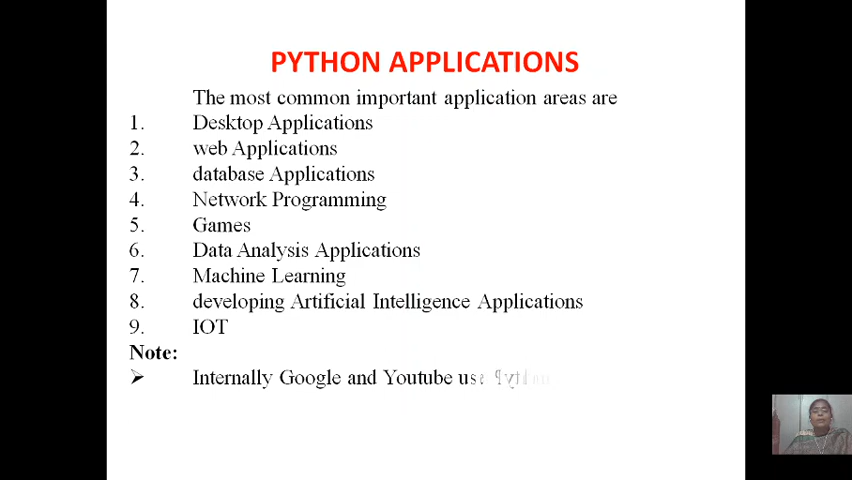 PYTHON APPLICATIONS
The most common important application areas are
1. Desktop Applications
2. web Applications
3. database Applications
4. Network Programming
5. Games
6. Data Analysis Applications
7. Machine Learning
8. developing Artificial Intelligence Applications
9. IOT
Note:
➢ Internally Google and Youtube use